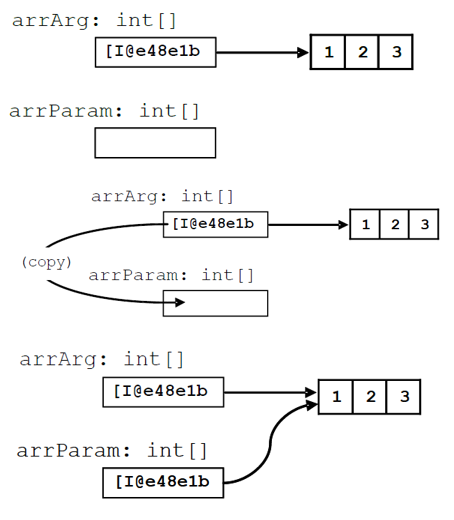 arrArg: int[]
[I@e48e1b 1 2 3
arrParam: int[]
arrArg: int[]
[I@e48e1b 1 2 3
(copy)
arrParam: int[]
arrArg: int[]
[I@e48e1b 1 2 3
arrParam: int[]
[I@e48e1b